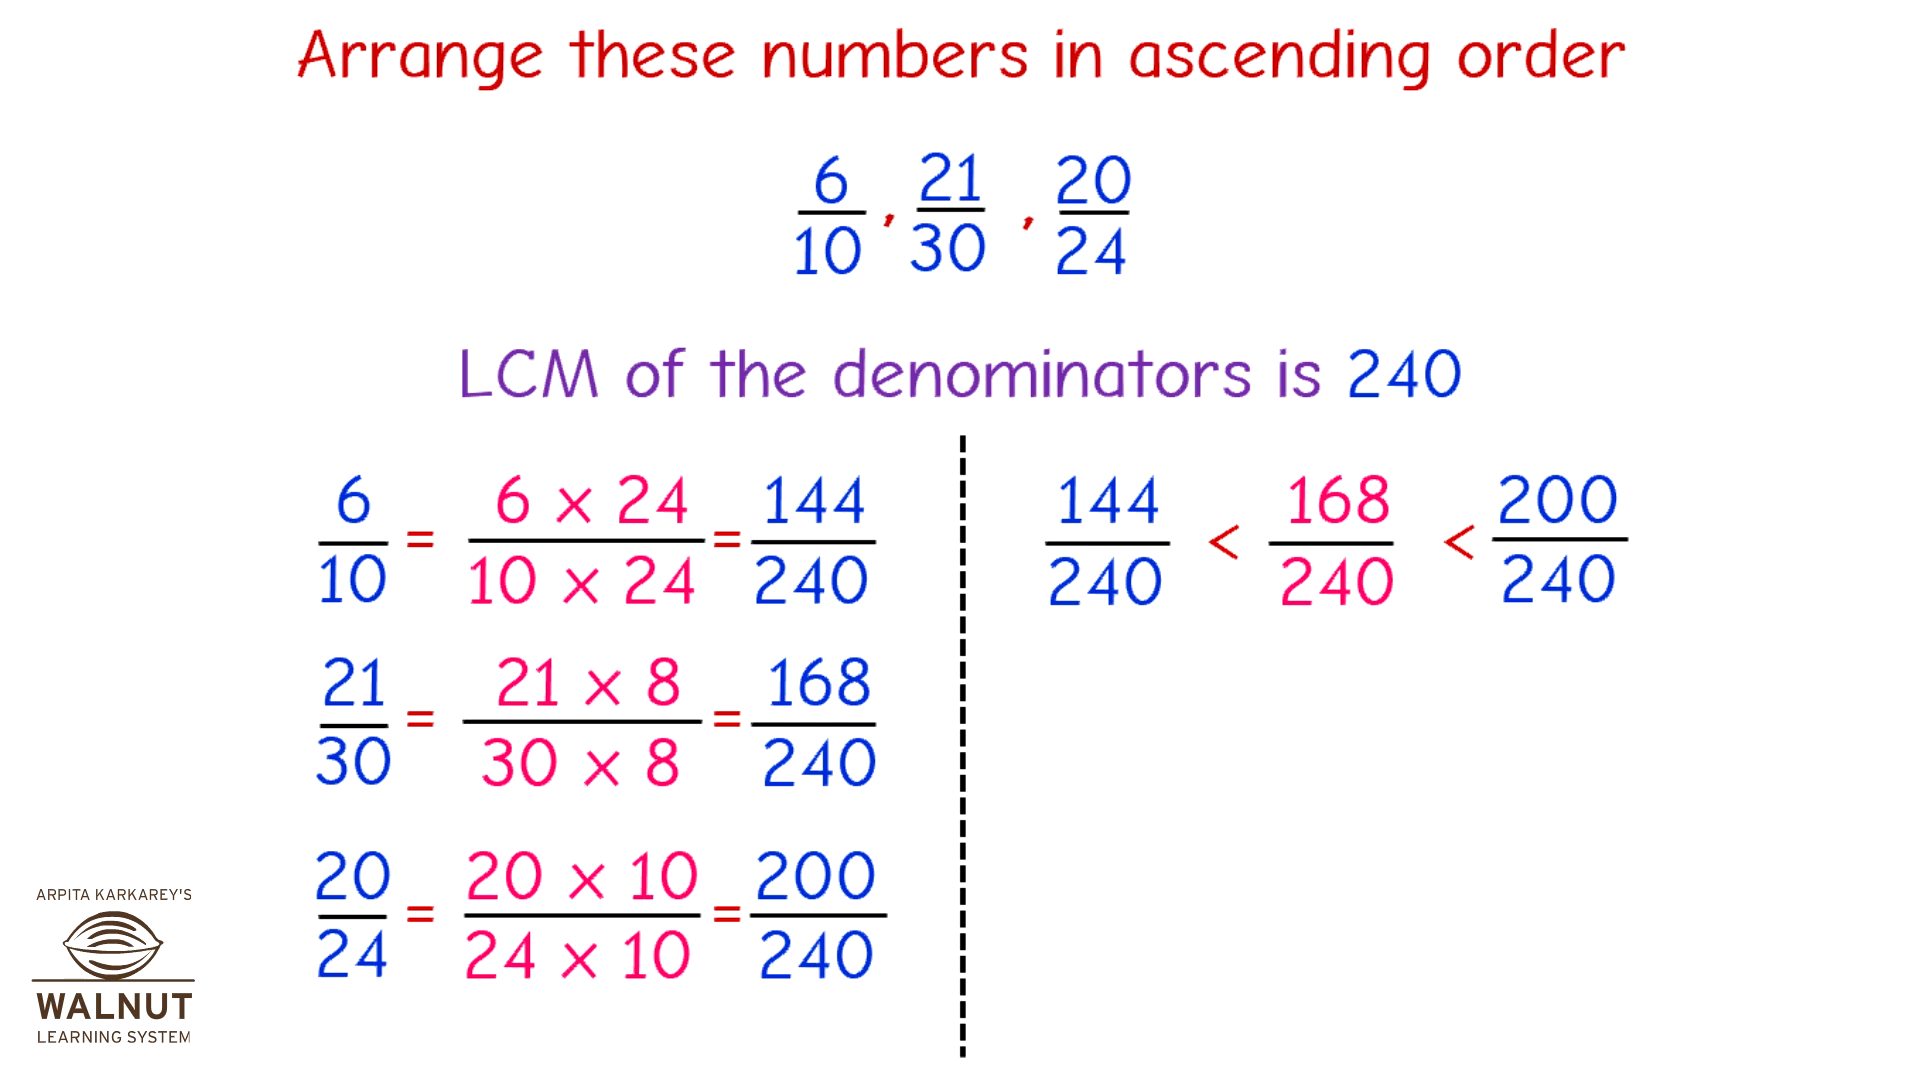 Arrange these numbers in ascending order
6/10 , 21/30 , 20/24
LCM of the denominators is 240
6/10 = 6 x 24/10 x 24 = 144/240
21/30 = 21 x 8/30 x 8 = 168/240
20/24 = 20 x 10/24 x 10 = 200/240
144/240 < 168/240 < 200/240
ARPITA KARKAREY'S
WALNUT
LEARNING SYSTEM